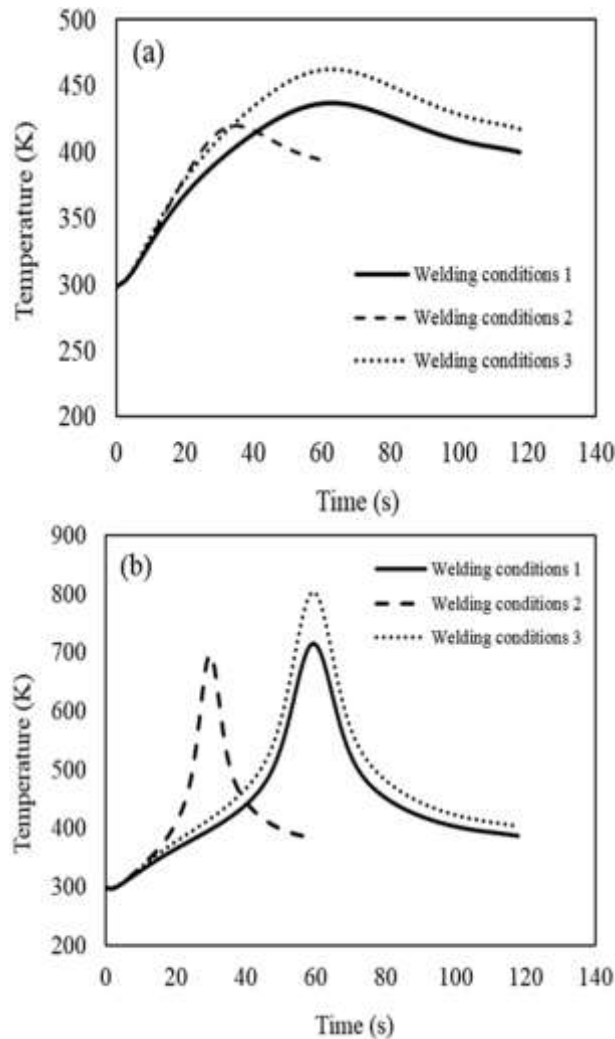 500
(a)
450
400
350
300
250
200
Temperature (K)
Welding conditions 1
Welding conditions 2
Welding conditions 3
0 20 40 60 80 100 120 140
Time (s)
900
(b)
800
700
600
500
400
300
200
Temperature (K)
Welding conditions 1
Welding conditions 2
Welding conditions 3
0 20 40 60 80 100 120 140
Time (s)